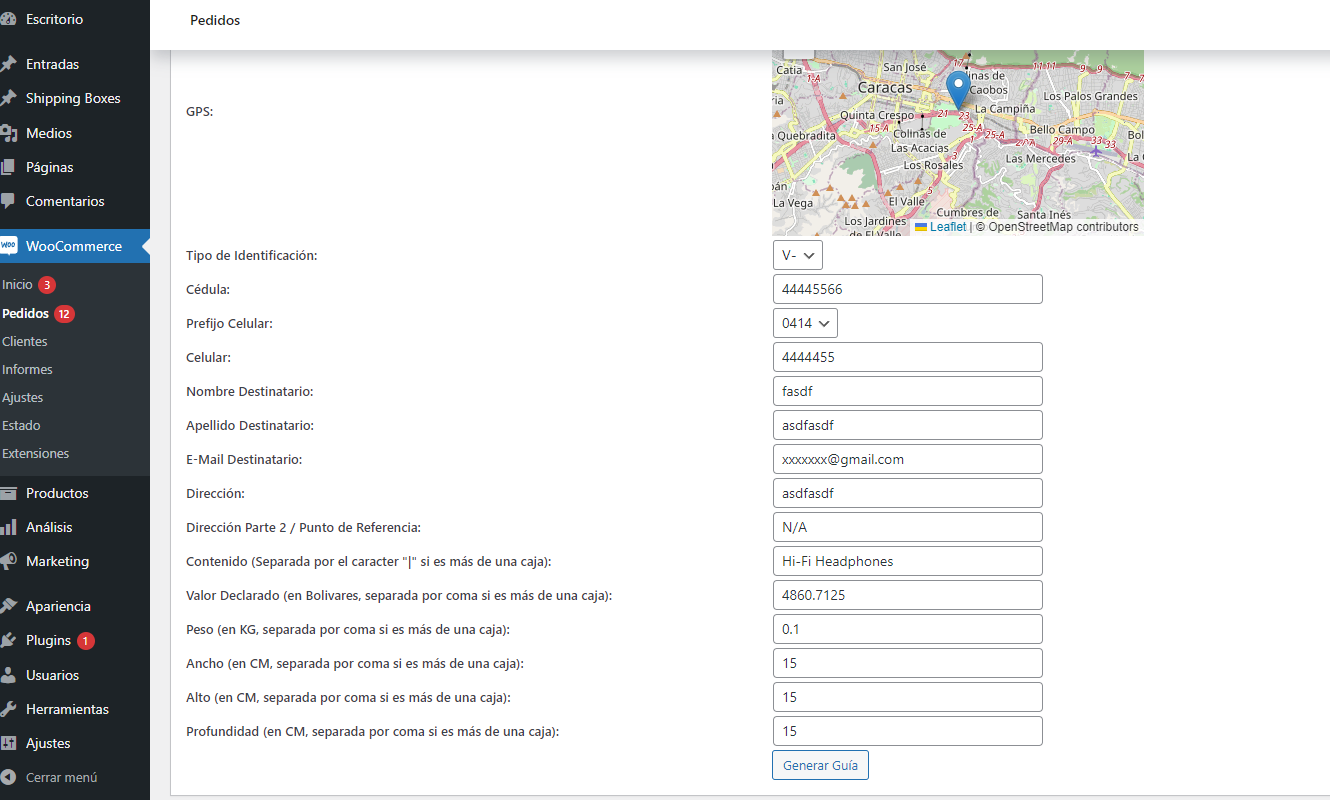 Escritorio
Entradas
Shipping Boxes
Medios
Páginas
Comentarios
WooCommerce
Inicio 3
Pedidos 12
Clientes
Informes
Ajustes
Estado
Extensiones
Productos
Análisis
Marketing
Apariencia
Plugins 1
Usuarios
Herramientas
Ajustes
Cerrar menú
Pedidos
GPS:
Catia
San José
Caracas
Caobos
La Campiña
Los Palos Grandes
Quinta Crespo
Quebradita
Colinas de
Las Acacias
Bello Campo
Los Rosales
Las Mercedes
La Vega
El Valle
Cumbres de
Santa Inés
Los Jardines
de El Valle
Leaflet | © OpenStreetMap contributors
Tipo de Identificación: V-
Cédula: 44445566
Prefijo Celular: 0414
Celular: 4444455
Nombre Destinatario: fasdf
Apellido Destinatario: asdfasdf
E-Mail Destinatario: xxxxxxx@gmail.com
Dirección: asdfasdf
Dirección Parte 2 / Punto de Referencia: N/A
Contenido (Separada por el caracter "|" si es más de una caja): Hi-Fi Headphones
Valor Declarado (en Bolivares, separada por coma si es más de una caja): 4860.7125
Peso (en KG, separada por coma si es más de una caja): 0.1
Ancho (en CM, separada por coma si es más de una caja): 15
Alto (en CM, separada por coma si es más de una caja): 15
Profundidad (en CM, separada por coma si es más de una caja): 15
Generar Guía